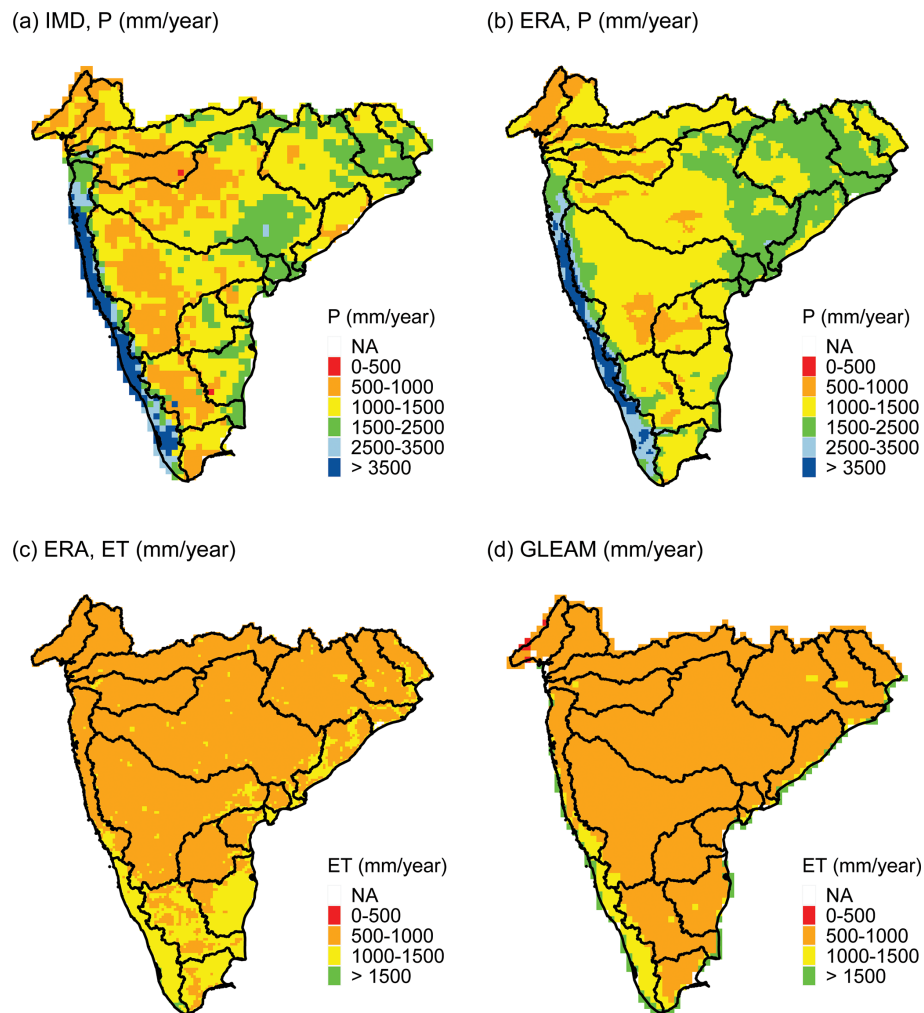 (a) IMD, P (mm/year)
(b) ERA, P (mm/year)
P (mm/year)
NA
0-500
500-1000
1000-1500
1500-2500
2500-3500
> 3500
P (mm/year)
NA
0-500
500-1000
1000-1500
1500-2500
2500-3500
> 3500
(c) ERA, ET (mm/year)
(d) GLEAM (mm/year)
ET (mm/year)
NA
0-500
500-1000
1000-1500
> 1500
ET (mm/year)
NA
0-500
500-1000
1000-1500
> 1500